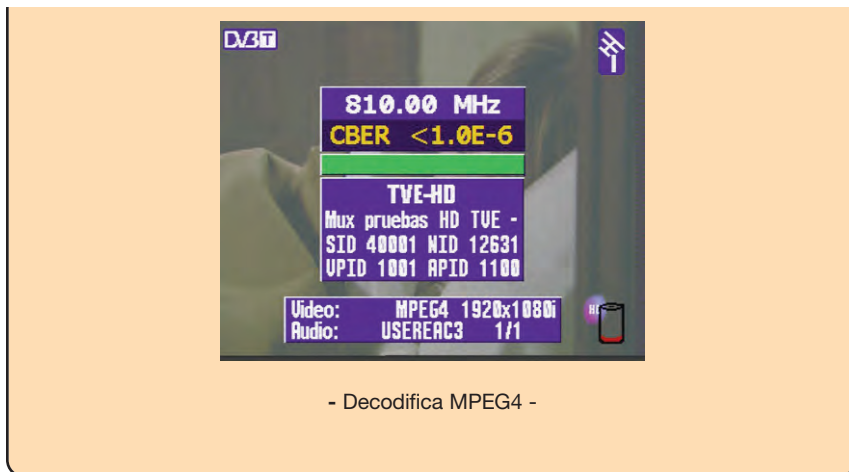 DVB T
810.00 MHz
CBER <1.0E-6
TVE-HD
Mux pruebas HD TVE -
SID 40001 NID 12631
VPID 1001 APID 1100
Video: MPEG4 1920x1080i
Audio: USEREAC3 1/1
HD
- Decodifica MPEG4 -